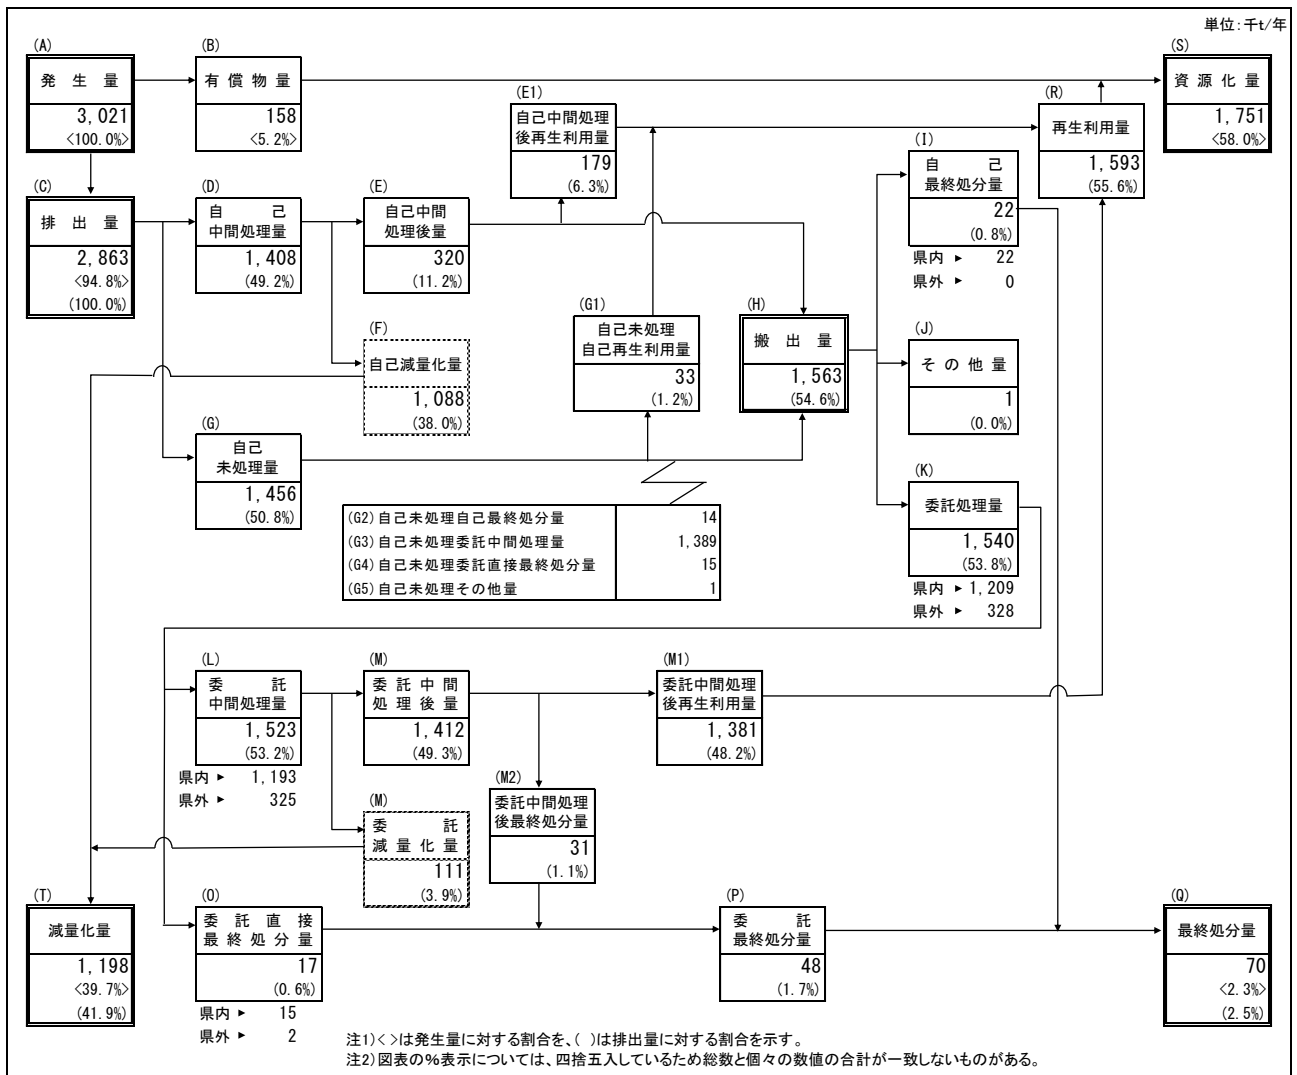 単位:千t/年
(A)
発生量
3,021
<100.0%>
(B)
有償物量
158
<5.2%>
(S)
資源化量
1,751
<58.0%>
(E1)
自己中間処理
後再生利用量
179
(6.3%)
(R)
再生利用量
1,593
(55.6%)
(I)
自己
最終処分量
22
(0.8%)
県内 ► 22
県外 ► 0
(C)
排出量
2,863
<94.8%>
(100.0%)
(D)
自己
中間処理量
1,408
(49.2%)
(E)
自己中間
処理後量
320
(11.2%)
(F)
自己減量化量
1,088
(38.0%)
(G1)
自己未処理
自己再生利用量
33
(1.2%)
(H)
搬出量
1,563
(54.6%)
(J)
その他量
1
(0.0%)
(G)
自己
未処理量
1,456
(50.8%)
(G2)自己未処理自己最終処分量 14
(G3)自己未処理委託中間処理量 1,389
(G4)自己未処理委託直接最終処分量 15
(G5)自己未処理その他量 1
(K)
委託処理量
1,540
(53.8%)
県内 ► 1,209
県外 ► 328
(L)
委託
中間処理量
1,523
(53.2%)
県内 ► 1,193
県外 ► 325
(M)
委託中間
処理後量
1,412
(49.3%)
(M1)
委託中間処理
後再生利用量
1,381
(48.2%)
(M)
委託
減量化量
111
(3.9%)
(M2)
委託中間処理
後最終処分量
31
(1.1%)
(T)
減量化量
1,198
<39.7%>
(41.9%)
(O)
委託直接
最終処分量
17
(0.6%)
県内 ► 15
県外 ► 2
(P)
委託
最終処分量
48
(1.7%)
(Q)
最終処分量
70
<2.3%>
(2.5%)
注1)< >は発生量に対する割合を、( )は排出量に対する割合を示す。
注2)図表の%表示については、四捨五入しているため総数と個々の数値の合計が一致しないものがある。